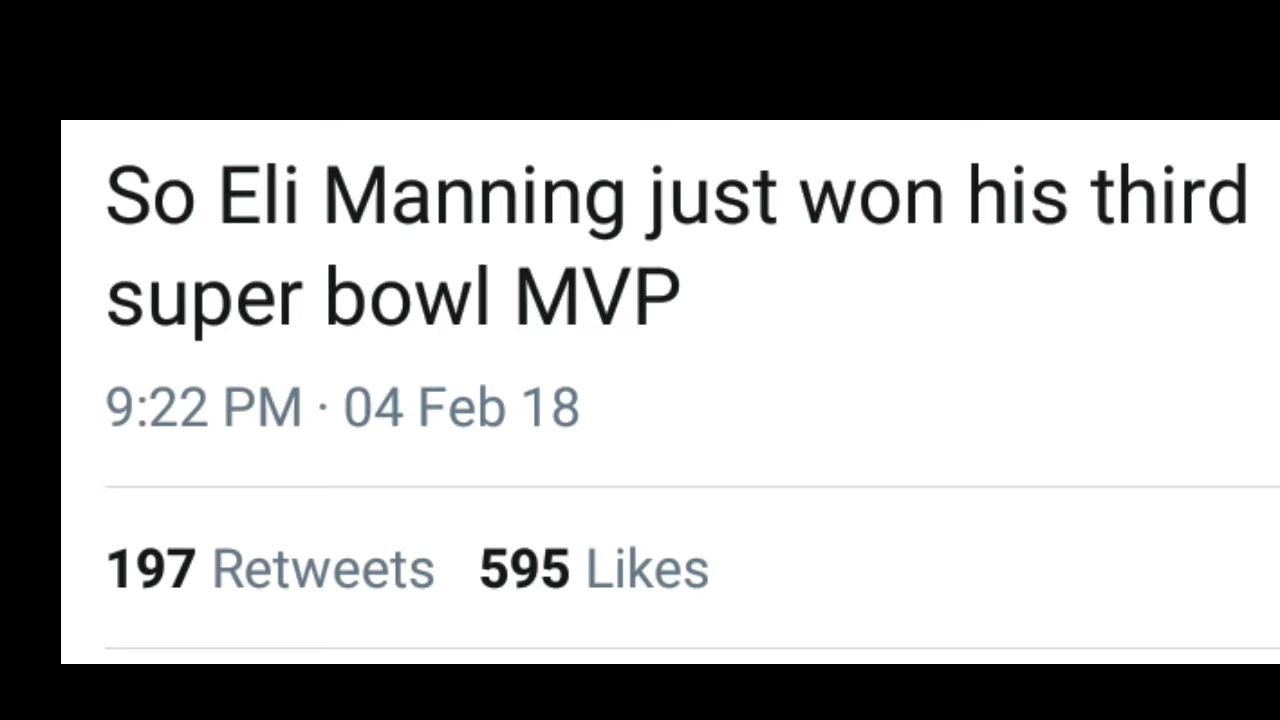 So Eli Manning just won his third
super bowl MVP
9:22 PM · 04 Feb 18
197 Retweets 595 Likes